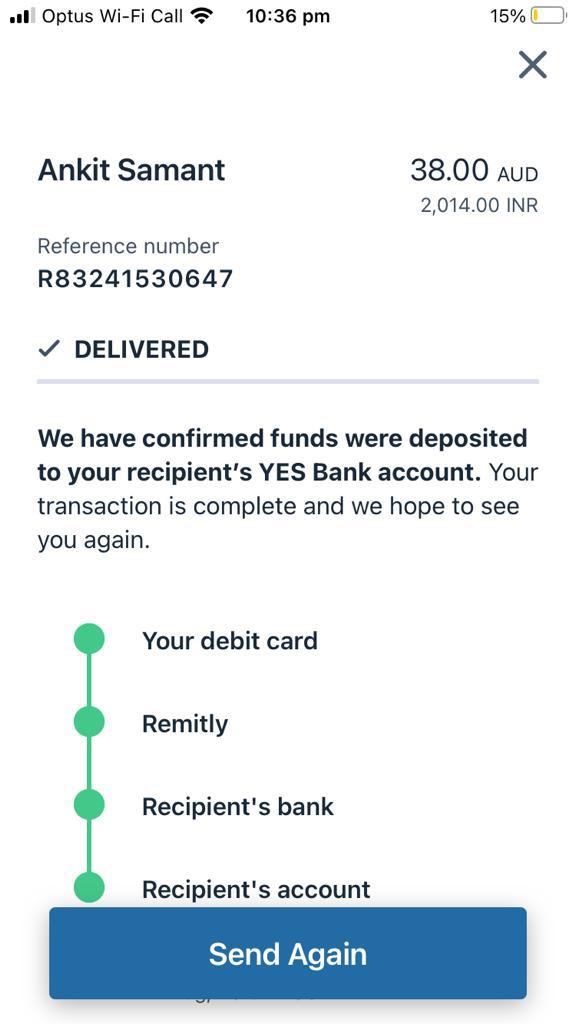 Optus Wi-Fi Call 10:36 pm 15%
Ankit Samant 38.00 AUD
2,014.00 INR
Reference number
R83241530647
DELIVERED
We have confirmed funds were deposited
to your recipient's YES Bank account. Your
transaction is complete and we hope to see
you again.
Your debit card
Remitly
Recipient's bank
Recipient's account
Send Again